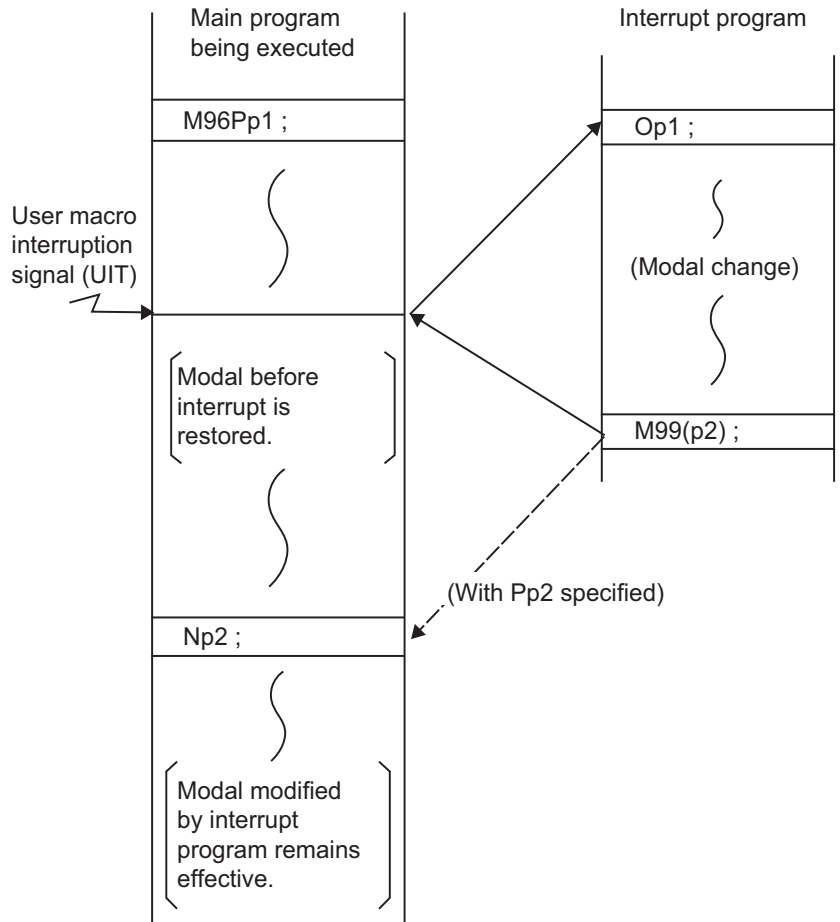 Main program
being executed
Interrupt program
M96Pp1 ;
Op1 ;
User macro
interruption
signal (UIT)
(Modal change)
Modal before
interrupt is
restored.
M99(p2) ;
(With Pp2 specified)
Np2 ;
Modal modified
by interrupt
program remains
effective.